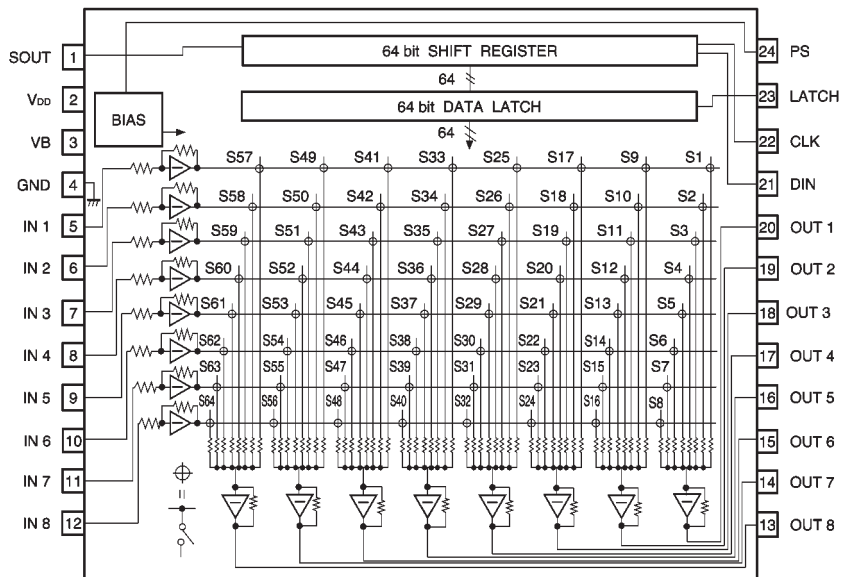 64 bit SHIFT REGISTER
SOUT 1
24 PS
64
VDD 2
64 bit DATA LATCH
23 LATCH
BIAS
64
VB 3
22 CLK
S57 S49 S41 S33 S25 S17 S9 S1
GND 4
21 DIN
S58 S50 S42 S34 S26 S18 S10 S2
IN 1 5
20 OUT 1
S59 S51 S43 S35 S27 S19 S11 S3
IN 2 6
19 OUT 2
S60 S52 S44 S36 S28 S20 S12 S4
IN 3 7
18 OUT 3
S61 S53 S45 S37 S29 S21 S13 S5
IN 4 8
17 OUT 4
S62 S54 S46 S38 S30 S22 S14 S6
S63 S55 S47 S39 S31 S23 S15 S7
IN 5 9
16 OUT 5
S64 S56 S48 S40 S32 S24 S16 S8
IN 6 10
15 OUT 6
IN 7 11
14 OUT 7
IN 8 12
13 OUT 8